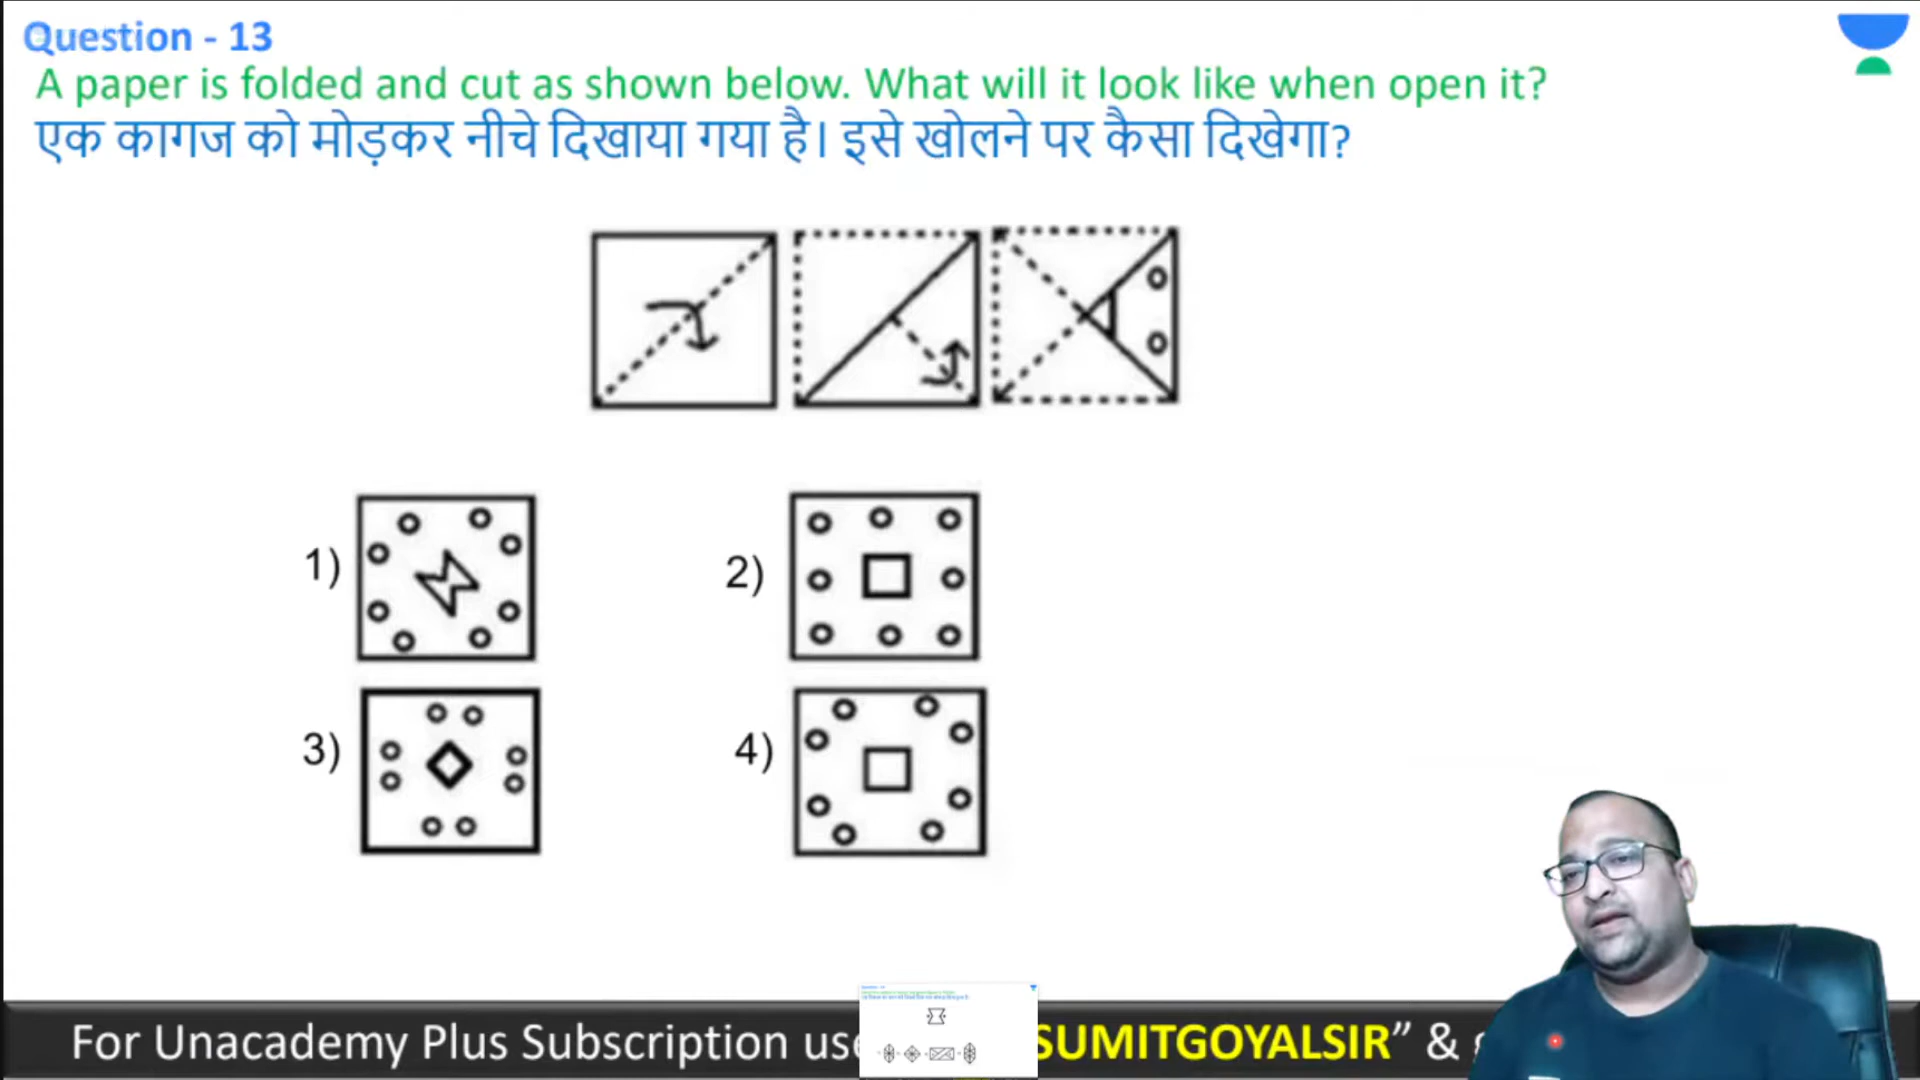 Question - 13
A paper is folded and cut as shown below. What will it look like when open it?
एक कागज को मोड़कर नीचे दिखाया गया है। इसे खोलने पर कैसा दिखेगा?
1)
2)
3)
4)
For Unacademy Plus Subscription use SUMITGOYALSIR” &